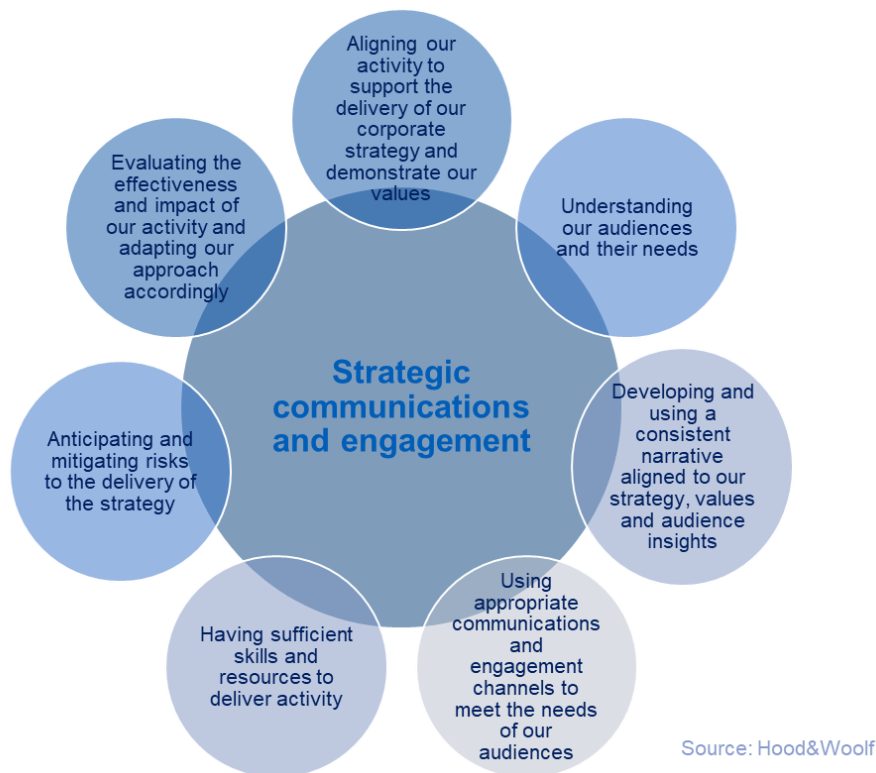 Aligning our
activity to
support the
delivery of our
corporate
strategy and
demonstrate our
values
Understanding
our audiences
and their needs
Developing and
using a
consistent
narrative
aligned to our
strategy, values
and audience
insights
Using
appropriate
communications
and
engagement
channels to
meet the needs
of our
audiences
Having sufficient
skills and
resources to
deliver activity
Anticipating and
mitigating risks
to the delivery of
the strategy
Evaluating the
effectiveness
and impact of
our activity and
adapting our
approach
accordingly
Strategic
communications
and engagement
Source: Hood&Woolf